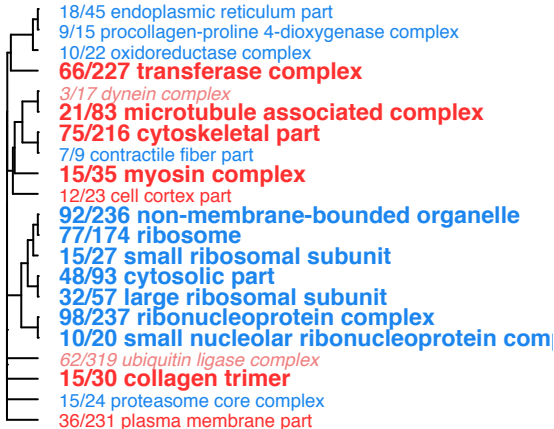 18/45 endoplasmic reticulum part
9/15 procollagen-proline 4-dioxygenase complex
10/22 oxidoreductase complex
66/227 transferase complex
3/17 dynein complex
21/83 microtubule associated complex
75/216 cytoskeletal part
7/9 contractile fiber part
15/35 myosin complex
12/23 cell cortex part
92/236 non-membrane-bounded organelle
77/174 ribosome
15/27 small ribosomal subunit
48/93 cytosolic part
32/57 large ribosomal subunit
98/237 ribonucleoprotein complex
10/20 small nucleolar ribonucleoprotein comp
62/319 ubiquitin ligase complex
15/30 collagen trimer
15/24 proteasome core complex
36/231 plasma membrane part